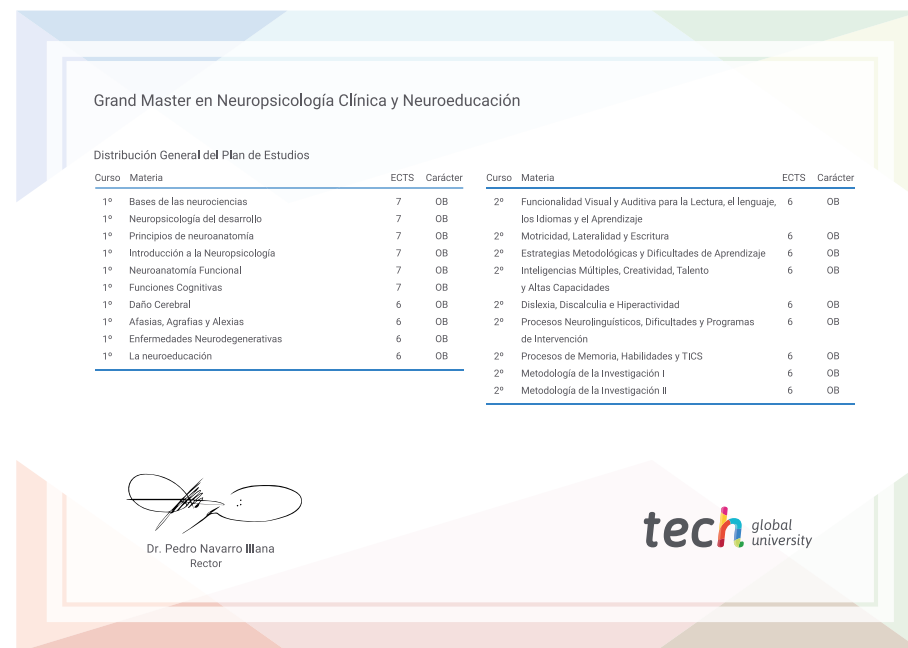 Grand Master en Neuropsicología Clínica y Neuroeducación
Distribución General del Plan de Estudios
Curso Materia ECTS Carácter
1º Bases de las neurociencias 7 OB
1º Neuropsicología del desarrollo 7 OB
1º Principios de neuroanatomía 7 OB
1º Introducción a la Neuropsicología 7 OB
1º Neuroanatomía Funcional 7 OB
1º Funciones Cognitivas 7 OB
1º Daño Cerebral 6 OB
1º Afasias, Agrafias y Alexias 6 OB
1º Enfermedades Neurodegenerativas 6 OB
1º La neuroeducación 6 OB
Curso Materia ECTS Carácter
2º Funcionalidad Visual y Auditiva para la Lectura, el lenguaje, 6 OB
los Idiomas y el Aprendizaje
2º Motricidad, Lateralidad y Escritura 6 OB
2º Estrategias Metodológicas y Dificultades de Aprendizaje 6 OB
2º Inteligencias Múltiples, Creatividad, Talento 6 OB
y Altas Capacidades
2º Dislexia, Discalculia e Hiperactividad 6 OB
2º Procesos Neurolinguísticos, Dificultades y Programas 6 OB
de Intervención
2º Procesos de Memoria, Habilidades y TICS 6 OB
2º Metodología de la Investigación I 6 OB
2º Metodología de la Investigación II 6 OB
Dr. Pedro Navarro Illana
Rector
tech global
university